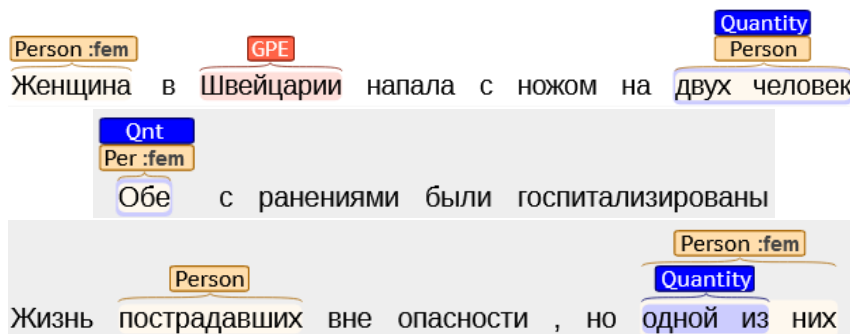 Quantity
Person :fem GPE Person
Женщина в Швейцарии напала с ножом на двух человек
Qnt
Per :fem
Обе с ранениями были госпитализированы
Person :fem
Person Quantity
Жизнь пострадавших вне опасности , но одной из них